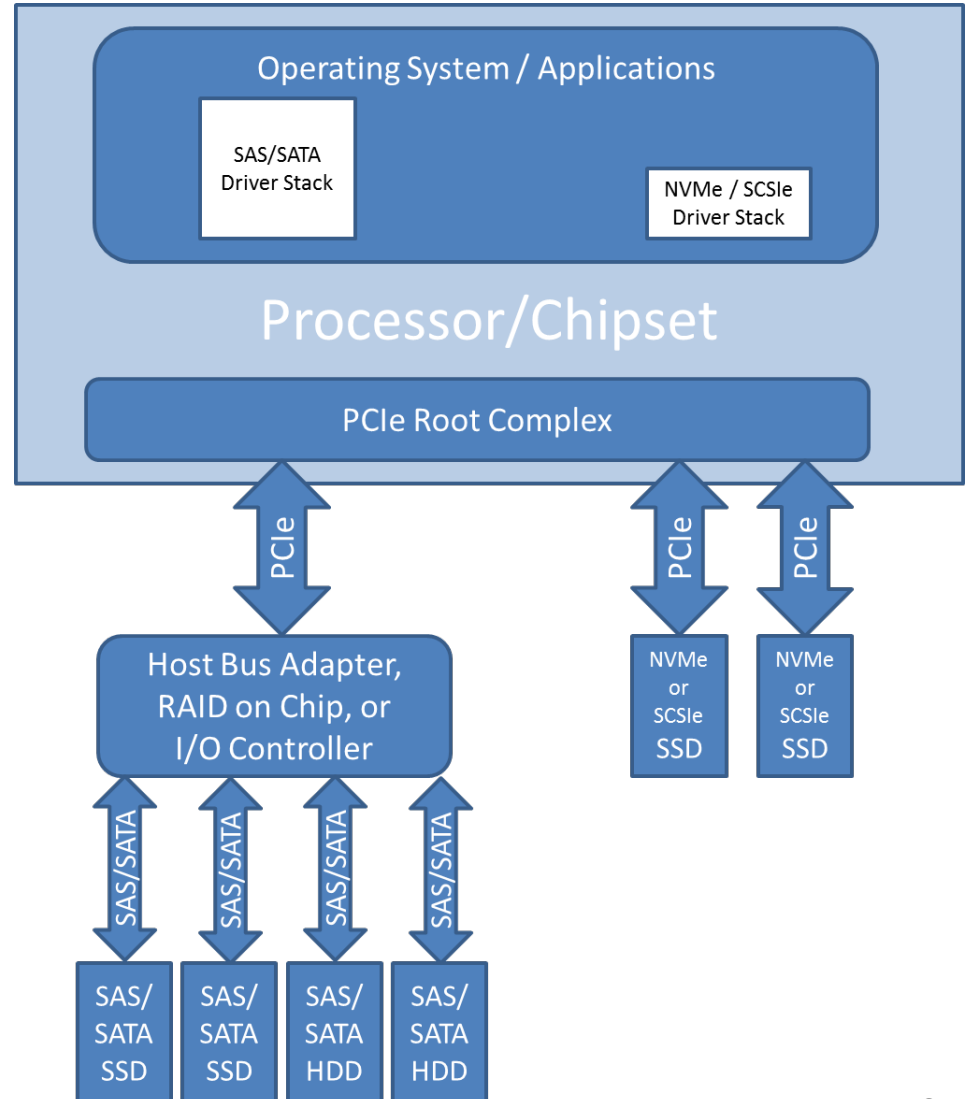 Operating System / Applications
SAS/SATA
Driver Stack
NVMe / SCSIe
Driver Stack
Processor/Chipset
PCIe Root Complex
PCIe
PCIe
PCIe
Host Bus Adapter,
RAID on Chip, or
I/O Controller
NVMe
or
SCSIe
SSD
NVMe
or
SCSIe
SSD
SAS/SATA
SAS/SATA
SAS/SATA
SAS/SATA
SAS/
SATA
SSD
SAS/
SATA
SSD
SAS/
SATA
HDD
SAS/
SATA
HDD